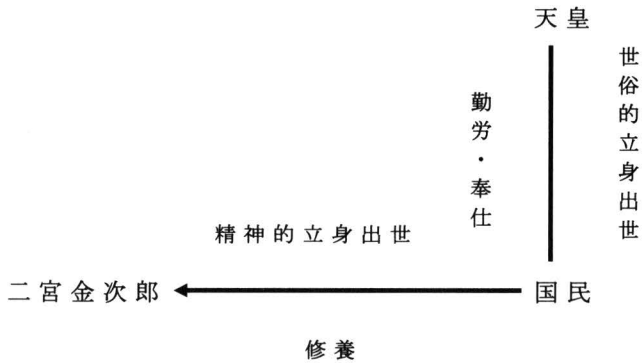 天皇
世俗的立身出世
勤労・奉仕
精神的立身出世
二宮金次郎
国民
修養